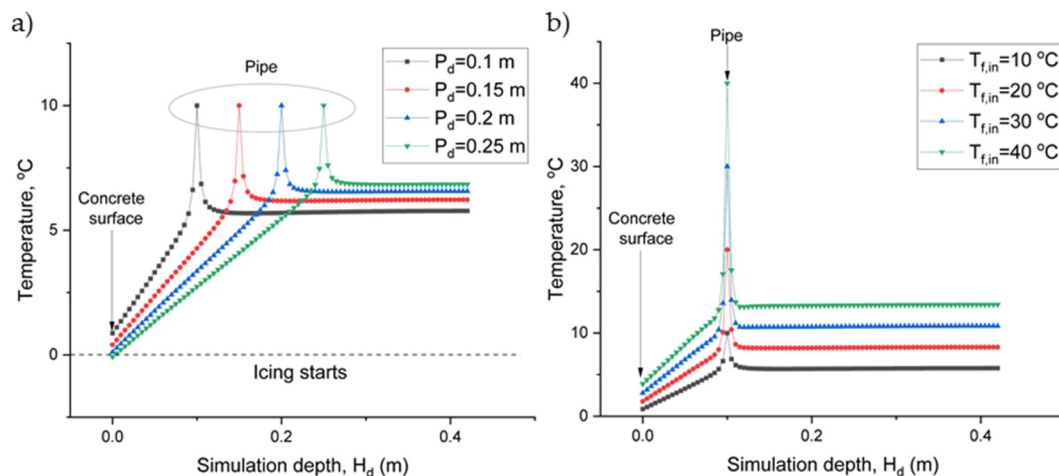 a)
Pipe
P_d=0.1 m
P_d=0.15 m
P_d=0.2 m
P_d=0.25 m
Concrete
surface
Icing starts
Temperature, °C
10
5
0
0.0
0.2
0.4
Simulation depth, H_d (m)
b)
Pipe
T_f,in=10 °C
T_f,in=20 °C
T_f,in=30 °C
T_f,in=40 °C
Concrete
surface
Temperature, °C
40
30
20
10
0
0.0
0.2
0.4
Simulation depth, H_d (m)